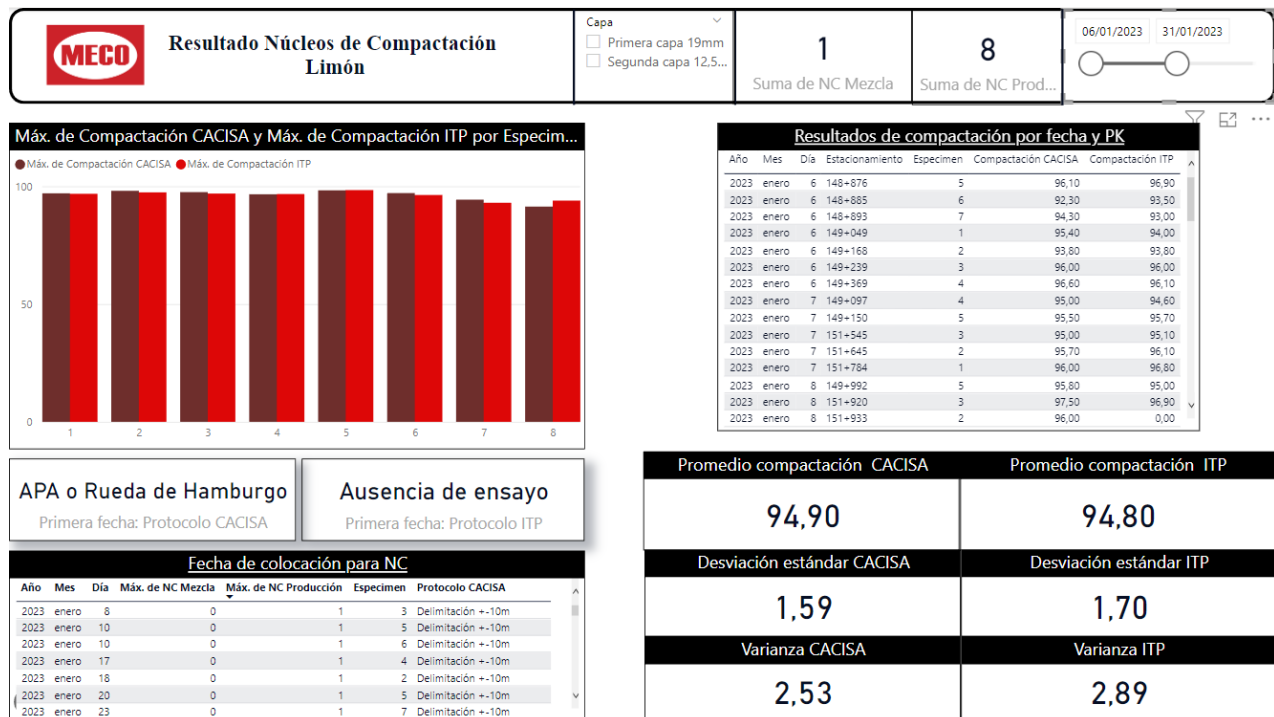 MECO
Resultado Núcleos de Compactación
Limón
Capa
Primera capa 19mm
Segunda capa 12,5...
1
Suma de NC Mezcla
8
Suma de NC Prod...
06/01/2023 31/01/2023
Máx. de Compactación CACISA y Máx. de Compactación ITP por Especim...
Máx. de Compactación CACISA Máx. de Compactación ITP
100
50
0
1 2 3 4 5 6 7 8
Resultados de compactación por fecha y PK
Año Mes Día Estacionamiento Especimen Compactación CACISA Compactación ITP
2023 enero 6 148+876 5 96,10 96,90
2023 enero 6 148+885 6 92,30 93,50
2023 enero 6 148+893 7 94,30 93,00
2023 enero 6 149+049 1 95,40 94,00
2023 enero 6 149+168 2 93,80 93,80
2023 enero 6 149+239 3 96,00 96,00
2023 enero 6 149+369 4 96,60 96,10
2023 enero 7 149+097 4 95,00 94,60
2023 enero 7 149+150 5 95,50 95,70
2023 enero 7 151+545 3 95,00 95,10
2023 enero 7 151+645 2 95,70 96,10
2023 enero 7 151+784 1 96,00 96,80
2023 enero 8 149+992 5 95,80 95,00
2023 enero 8 151+920 3 97,50 96,90
2023 enero 8 151+933 2 96,00 0,00
APA o Rueda de Hamburgo
Primera fecha: Protocolo CACISA
Ausencia de ensayo
Primera fecha: Protocolo ITP
Fecha de colocación para NC
Año Mes Día Máx. de NC Mezcla Máx. de NC Producción Especimen Protocolo CACISA
2023 enero 8 0 1 3 Delimitación +-10m
2023 enero 10 0 1 5 Delimitación +-10m
2023 enero 10 0 1 6 Delimitación +-10m
2023 enero 17 0 1 4 Delimitación +-10m
2023 enero 18 0 1 2 Delimitación +-10m
2023 enero 20 0 1 5 Delimitación +-10m
2023 enero 23 0 1 7 Delimitación +-10m
Promedio compactación CACISA Promedio compactación ITP
94,90 94,80
Desviación estándar CACISA Desviación estándar ITP
1,59 1,70
Varianza CACISA Varianza ITP
2,53 2,89